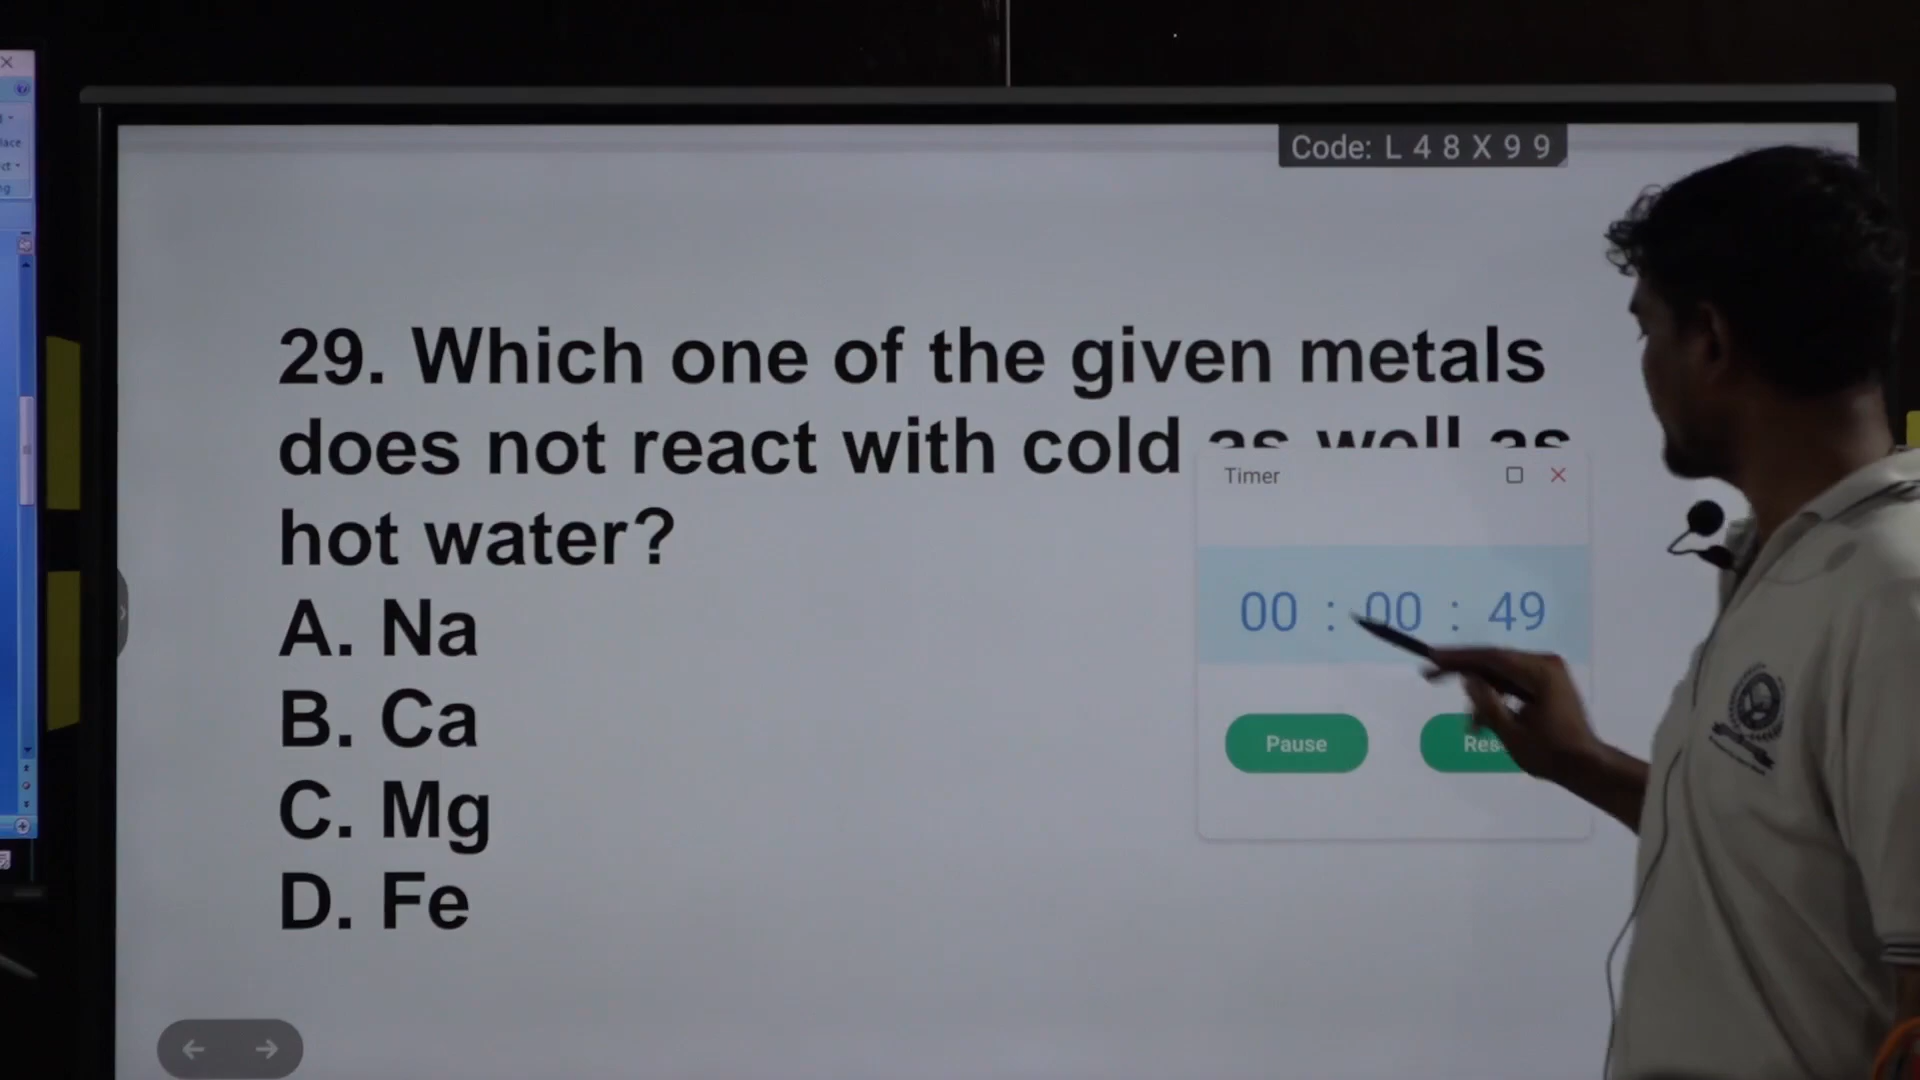 Code: L 4 8 X 9 9
29. Which one of the given metals
does not react with cold as well as
hot water?
A. Na
B. Ca
C. Mg
D. Fe
Timer
00 : 00 : 49
Pause